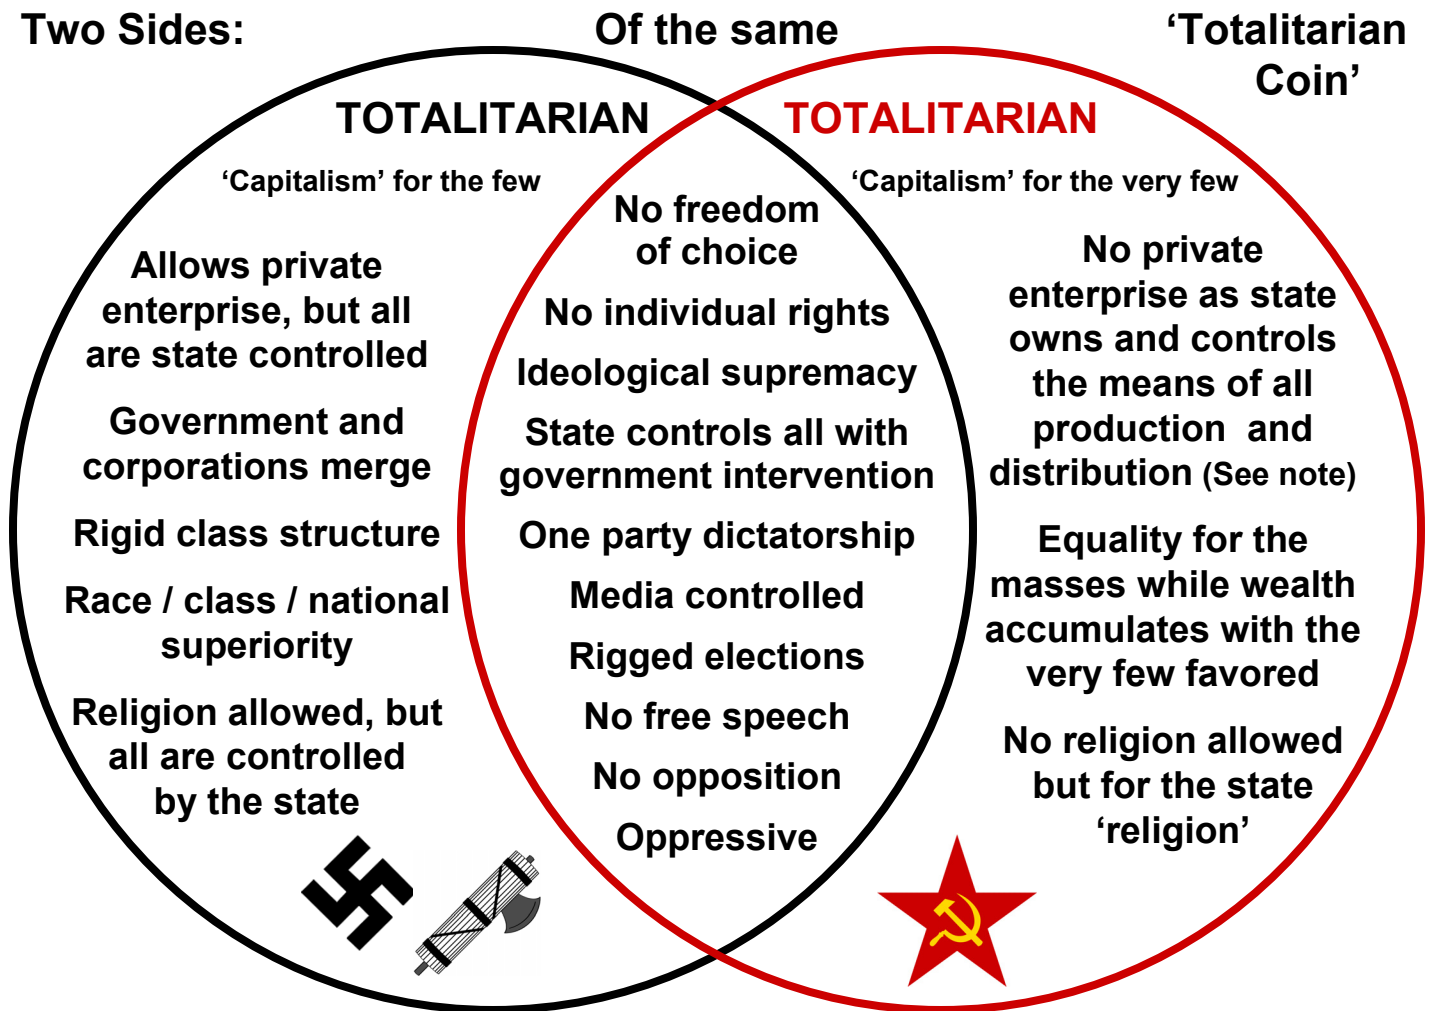 Two Sides:
Of the same
‘Totalitarian
Coin’
TOTALITARIAN
‘Capitalism’ for the few
Allows private
enterprise, but all
are state controlled
Government and
corporations merge
Rigid class structure
Race / class / national
superiority
Religion allowed, but
all are controlled
by the state
No freedom
of choice
No individual rights
Ideological supremacy
State controls all with
government intervention
One party dictatorship
Media controlled
Rigged elections
No free speech
No opposition
Oppressive
TOTALITARIAN
‘Capitalism’ for the very few
No private
enterprise as state
owns and controls
the means of all
production and
distribution (See note)
Equality for the
masses while wealth
accumulates with the
very few favored
No religion allowed
but for the state
‘religion’